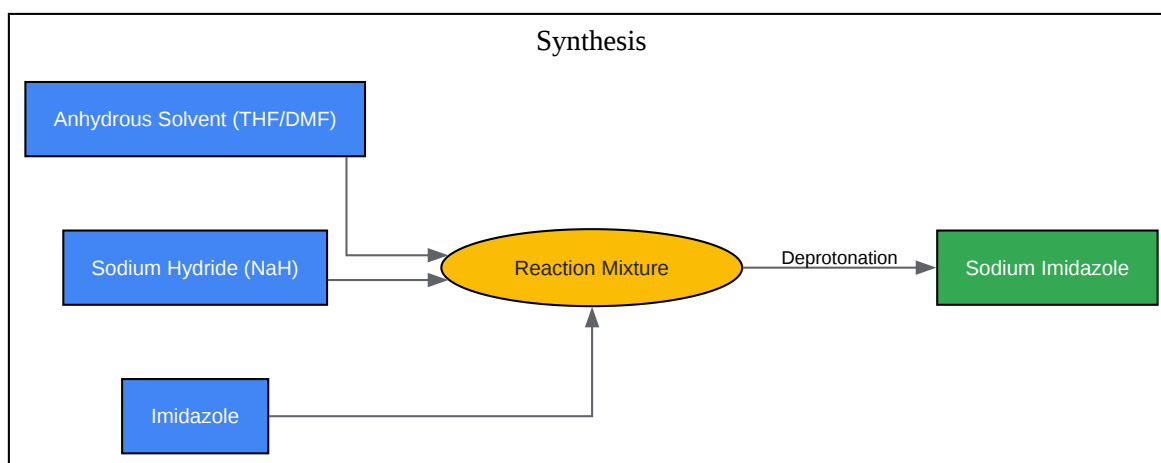 Synthesis
Anhydrous Solvent (THF/DMF)
Sodium Hydride (NaH)
Imidazole
Reaction Mixture
Deprotonation
Sodium Imidazole